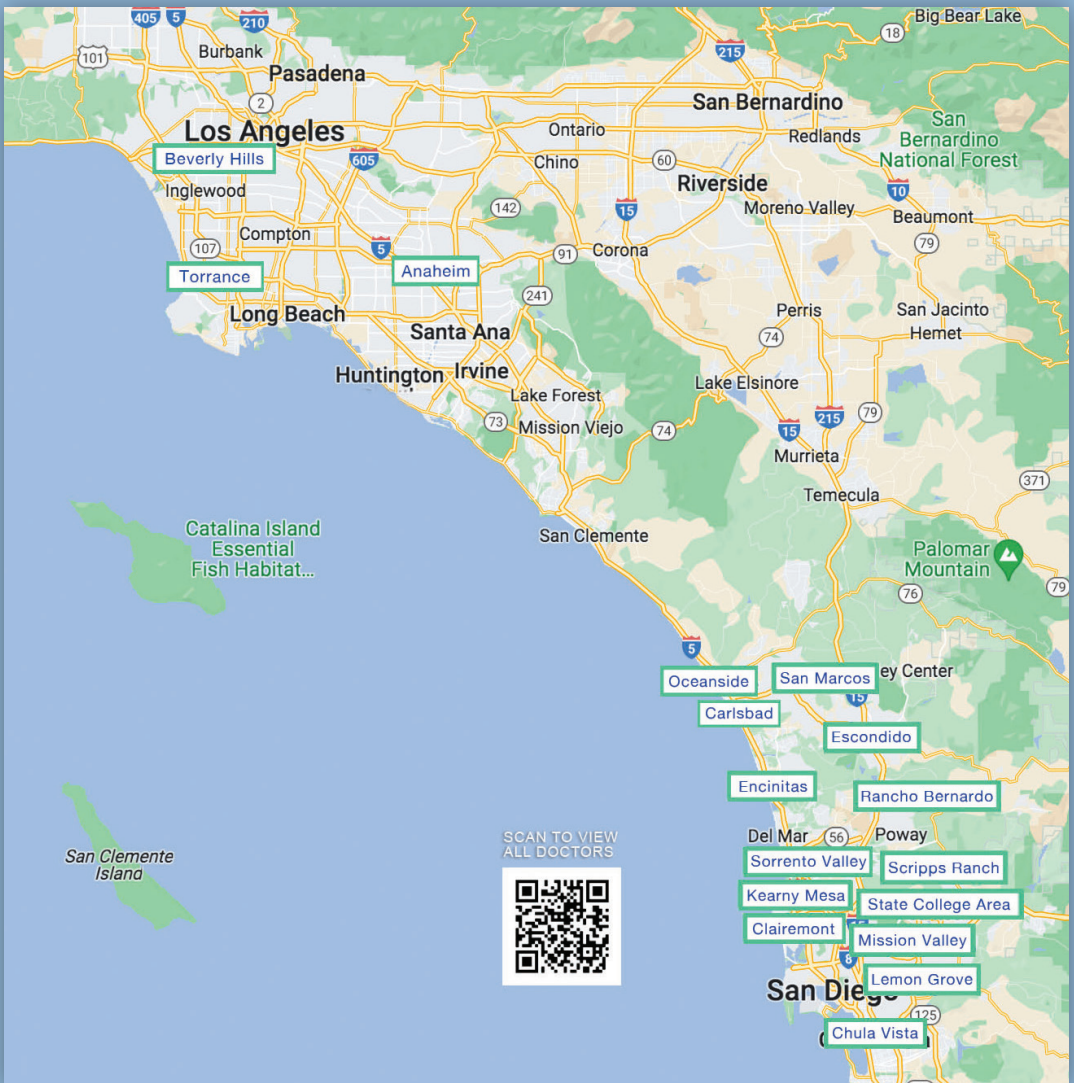 405
5
210
Big Bear Lake
18
101
Burbank
215
Pasadena
2
San Bernardino
Los Angeles
Ontario
Redlands
San
Bernardino
National Forest
Beverly Hills
605
Chino
60
Inglewood
Riverside
10
142
15
Moreno Valley
Beaumont
Compton
107
5
91
Corona
79
Torrance
Anaheim
241
Long Beach
Perris
San Jacinto
Santa Ana
74
Hemet
Huntington
Irvine
Lake Elsinore
Lake Forest
73
Mission Viejo
74
15
215
79
Murrieta
371
Temecula
Catalina Island
Essential
Fish Habitat...
San Clemente
Palomar
Mountain
76
79
5
Oceanside
San Marcos
ey Center
15
Carlsbad
Escondido
Encinitas
Rancho Bernardo
SCAN TO VIEW
ALL DOCTORS
Del Mar
56
Poway
San Clemente
Island
Sorrento Valley
Scripps Ranch
Kearny Mesa
State College Area
Clairemont
Mission Valley
8
Lemon Grove
San Diego
125
Chula Vista